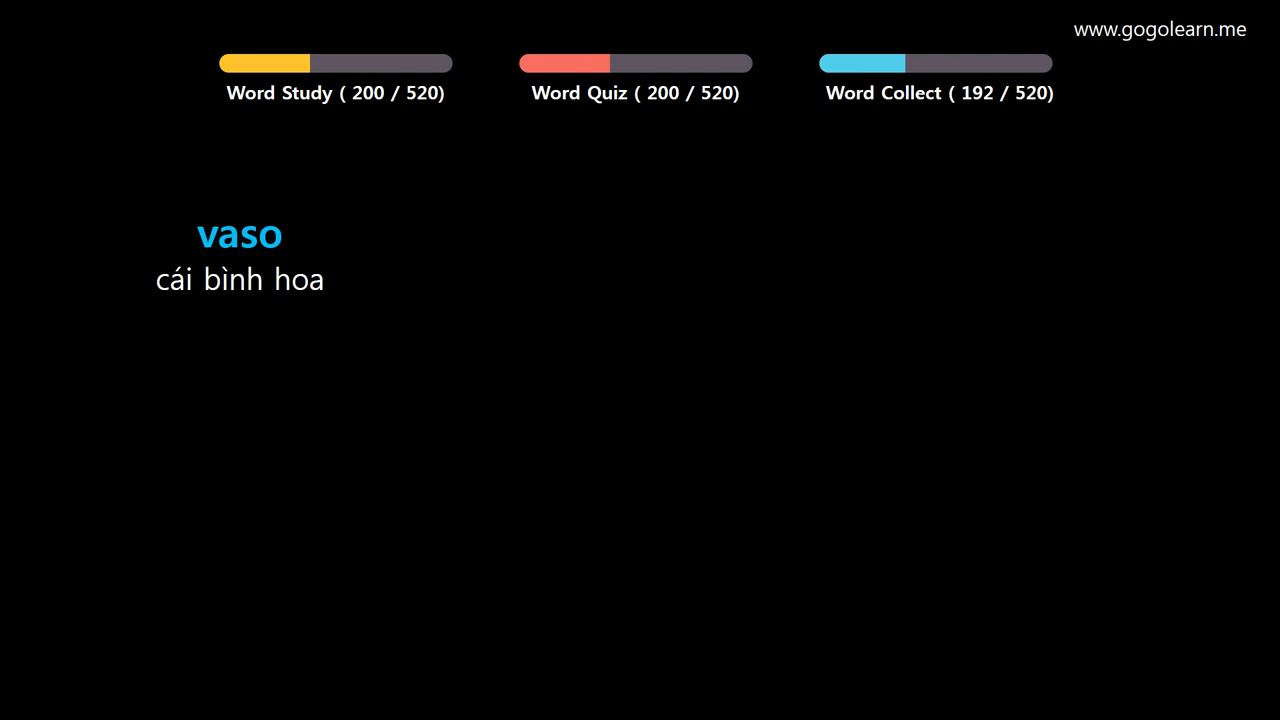 www.gogolearn.me
Word Study ( 200 / 520)
Word Quiz ( 200 / 520)
Word Collect ( 192 / 520)
vaso
cái bình hoa